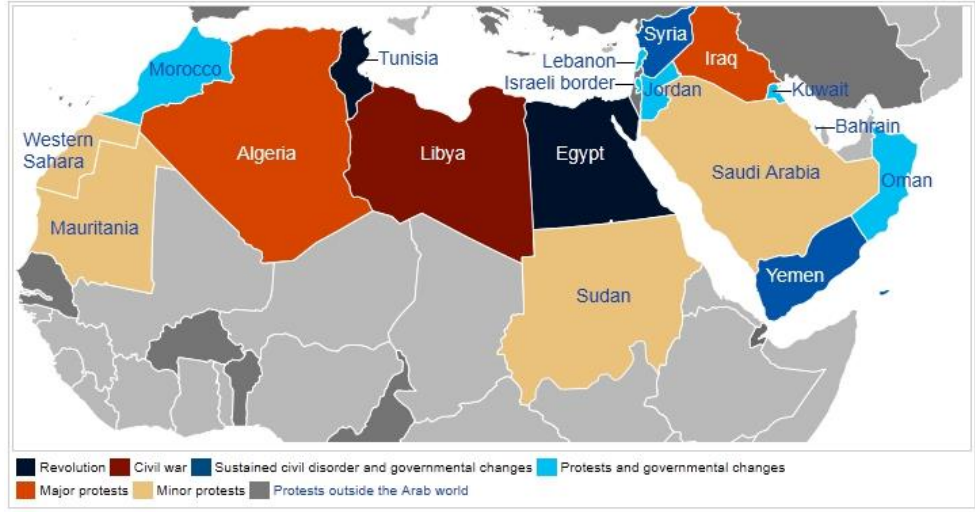 Syria
Tunisia
Lebanon
Iraq
Morocco
Israeli border
Jordan
Kuwait
Bahrain
Western
Sahara
Algeria
Libya
Egypt
Saudi Arabia
Oman
Mauritania
Yemen
Sudan
Revolution Civil war Sustained civil disorder and governmental changes Protests and governmental changes
Major protests Minor protests Protests outside the Arab world